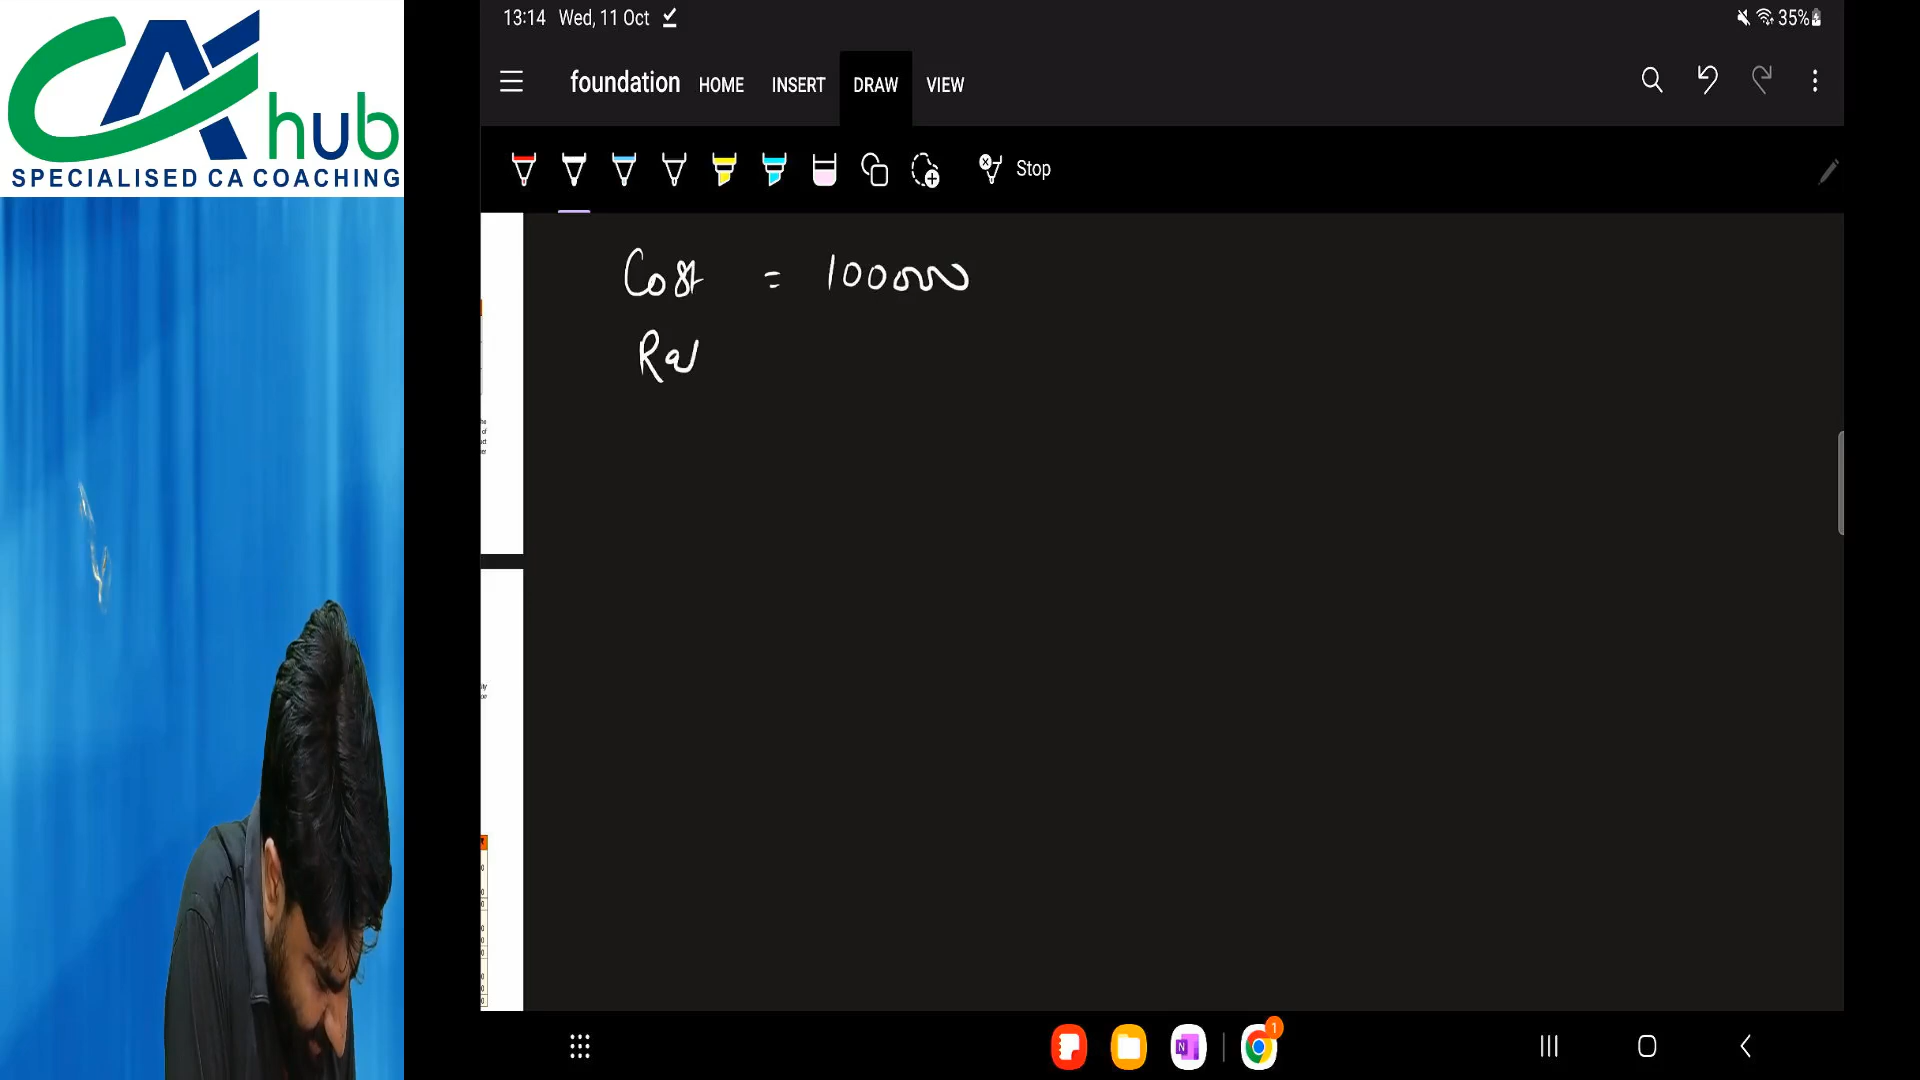 CA hub
SPECIALISED CA COACHING
13:14 Wed, 11 Oct
35%
foundation HOME INSERT DRAW VIEW
Stop
Cost =
Ra
1